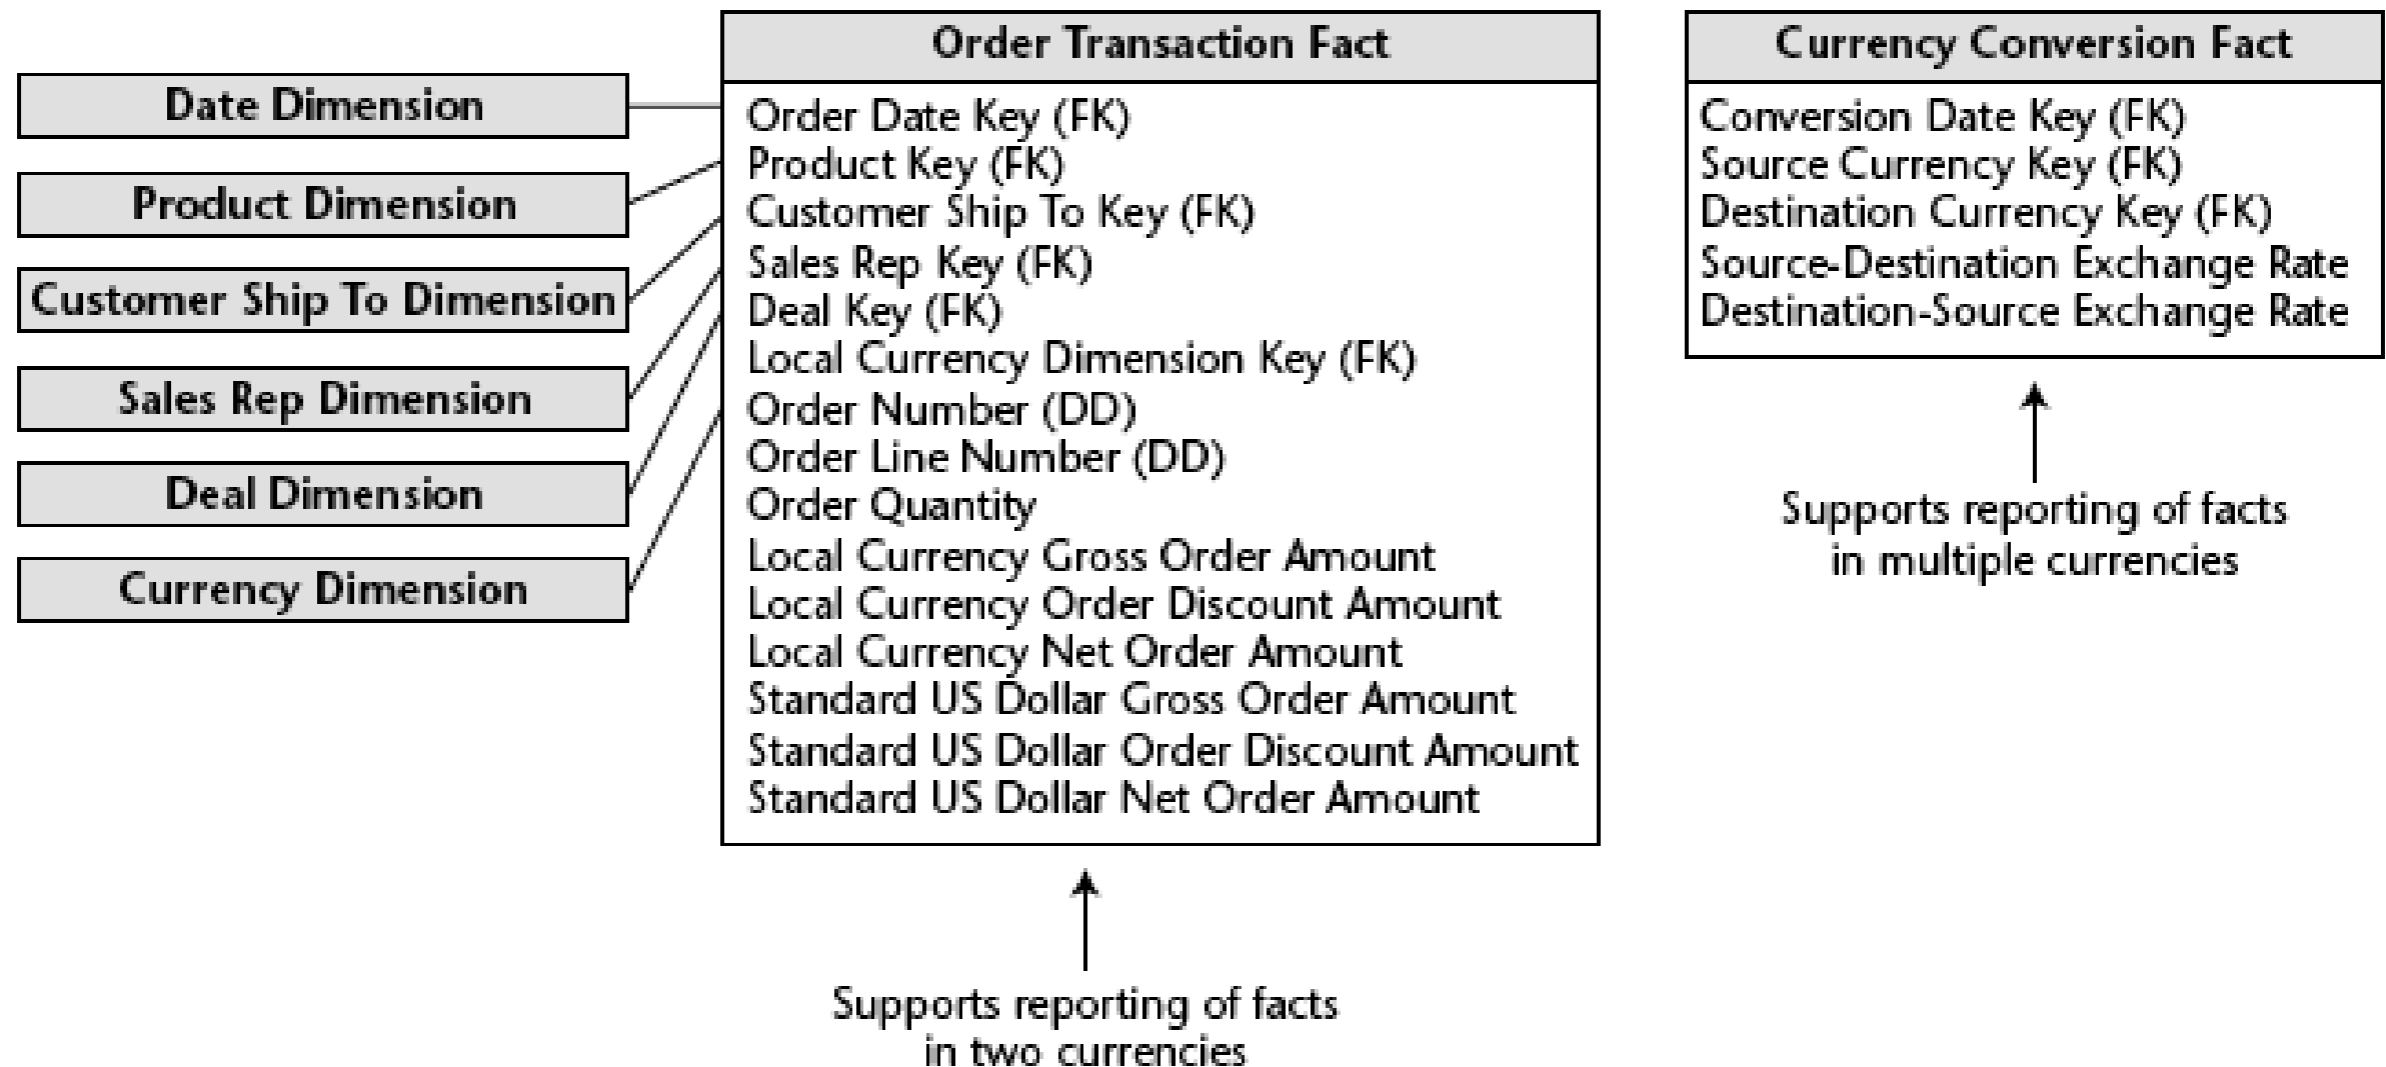 Date Dimension
Product Dimension
Customer Ship To Dimension
Sales Rep Dimension
Deal Dimension
Currency Dimension
Order Transaction Fact
Order Date Key (FK)
Product Key (FK)
Customer Ship To Key (FK)
Sales Rep Key (FK)
Deal Key (FK)
Local Currency Dimension Key (FK)
Order Number (DD)
Order Line Number (DD)
Order Quantity
Local Currency Gross Order Amount
Local Currency Order Discount Amount
Local Currency Net Order Amount
Standard US Dollar Gross Order Amount
Standard US Dollar Order Discount Amount
Standard US Dollar Net Order Amount
Supports reporting of facts
in two currencies
Currency Conversion Fact
Conversion Date Key (FK)
Source Currency Key (FK)
Destination Currency Key (FK)
Source-Destination Exchange Rate
Destination-Source Exchange Rate
Supports reporting of facts
in multiple currencies